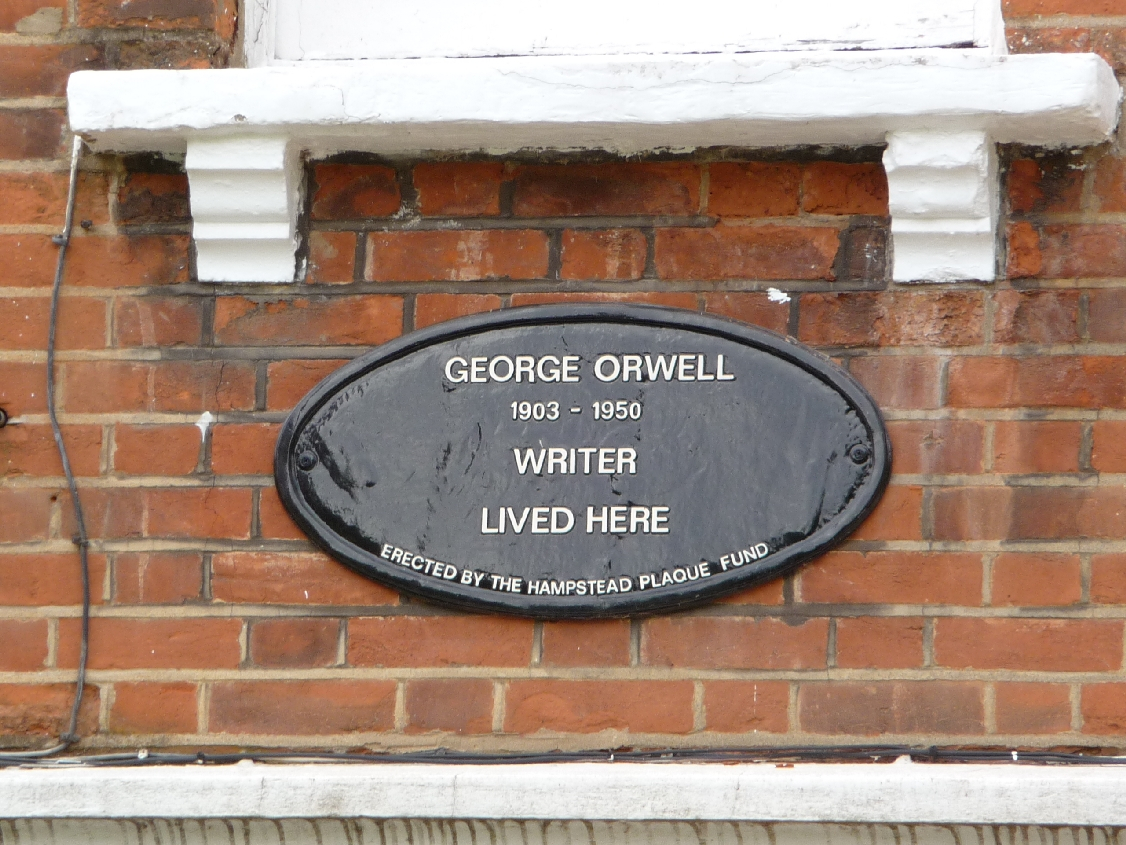 GEORGE ORWELL
1903 - 1950
WRITER
LIVED HERE
ERECTED BY THE HAMPSTEAD PLAQUE FUND